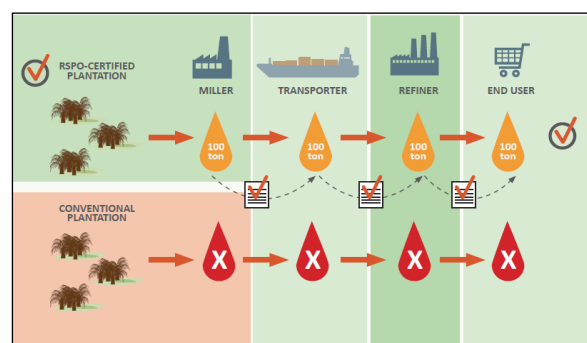 RSPO-CERTIFIED
PLANTATION
MILLER
TRANSPORTER
REFINER
END USER
100
ton
100
ton
100
ton
100
ton
CONVENTIONAL
PLANTATION
X
X
X
X